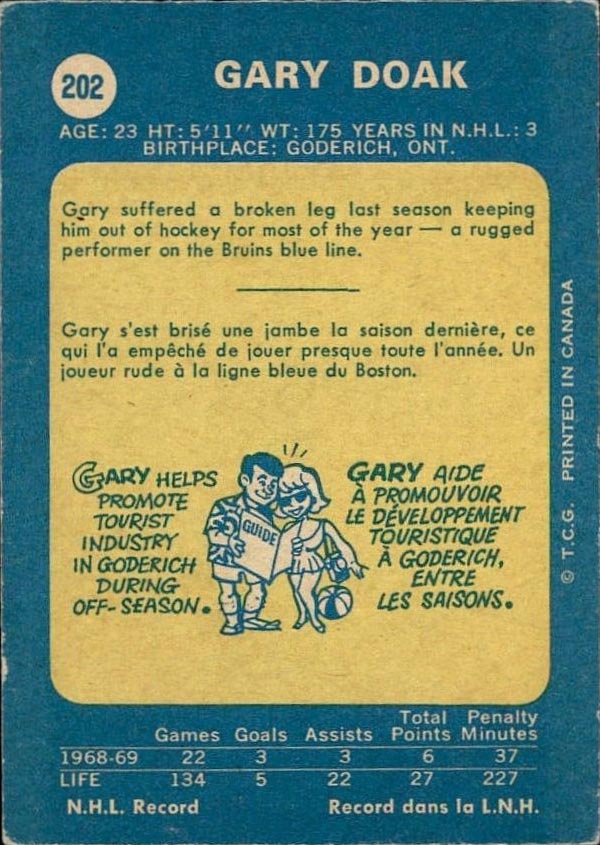 202
GARY DOAK
AGE: 23 HT: 5'11" WT: 175 YEARS IN N.H.L.: 3
BIRTHPLACE: GODERICH, ONT.
Gary suffered a broken leg last season keeping
him out of hockey for most of the year — a rugged
performer on the Bruins blue line.
Gary s'est brisé une jambe la saison dernière, ce
qui l'a empêché de jouer presque toute l'année. Un
joueur rude à la ligne bleue du Boston.
GARY HELPS
PROMOTE
TOURIST
INDUSTRY
IN GODERICH
DURING
OFF-SEASON.
GUIDE
GARY AIDE
À PROMOUVOIR
LE DÉVELOPPEMENT
TOURISTIQUE
À GODERICH,
ENTRE
LES SAISONS.
© T.C.G. PRINTED IN CANADA
Total Penalty
Games Goals Assists Points Minutes
1968-69 22 3 3 6 37
LIFE 134 5 22 27 227
N.H.L. Record Record dans la L.N.H.